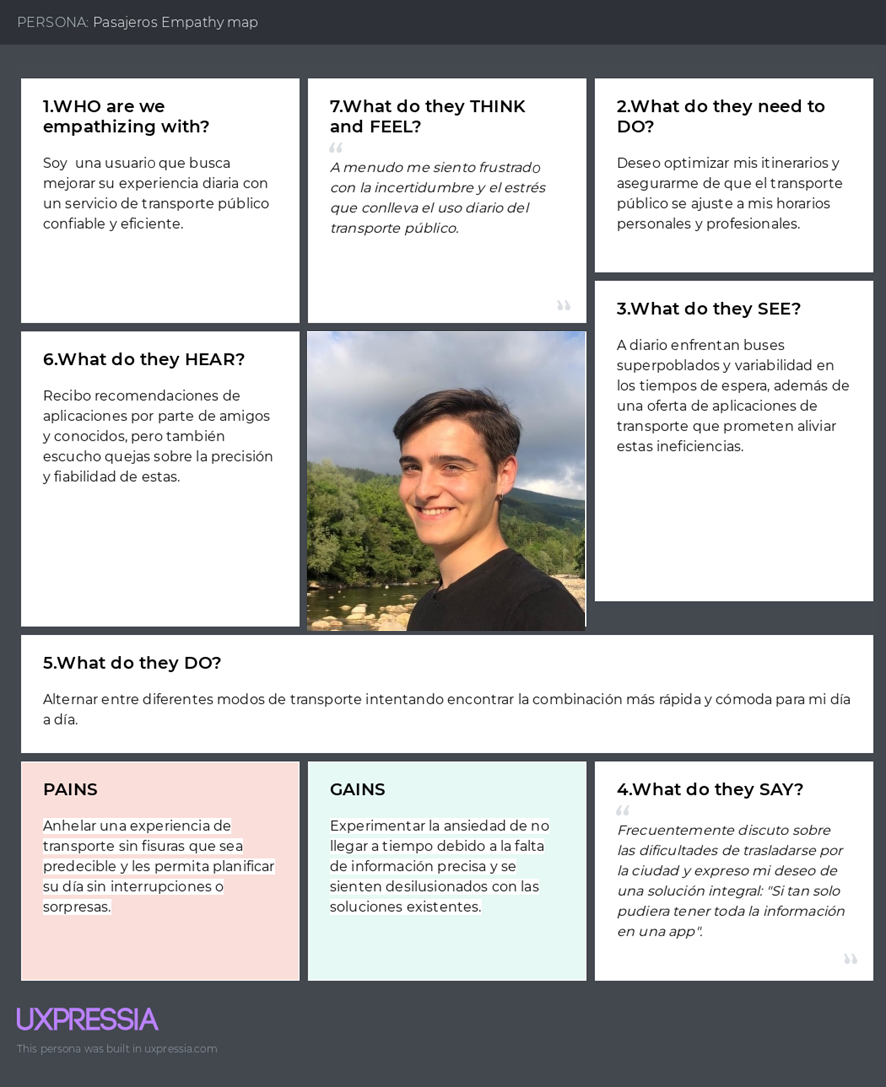 PERSONA: Pasajeros Empathy map
1.WHO are we
empathizing with?
Soy  una usuario que busca
mejorar su experiencia diaria con
un servicio de transporte público
confiable y eficiente.
7.What do they THINK
and FEEL?
“
A menudo me siento frustrado
con la incertidumbre y el estrés
que conlleva el uso diario del
transporte público.
”
2.What do they need to
DO?
Deseo optimizar mis itinerarios y
asegurarme de que el transporte
público se ajuste a mis horarios
personales y profesionales.
3.What do they SEE?
A diario enfrentan buses
superpoblados y variabilidad en
los tiempos de espera, además de
una oferta de aplicaciones de
transporte que prometen aliviar
estas ineficiencias.
6.What do they HEAR?
Recibo recomendaciones de
aplicaciones por parte de amigos
y conocidos, pero también
escucho quejas sobre la precisión
y fiabilidad de estas.
5.What do they DO?
Alternar entre diferentes modos de transporte intentando encontrar la combinación más rápida y cómoda para mi día
a día.
PAINS
Anhelar una experiencia de
transporte sin fisuras que sea
predecible y les permita planificar
su día sin interrupciones o
sorpresas.
GAINS
Experimentar la ansiedad de no
llegar a tiempo debido a la falta
de información precisa y se
sienten desilusionados con las
soluciones existentes.
4.What do they SAY?
“
Frecuentemente discuto sobre
las dificultades de trasladarse por
la ciudad y expreso mi deseo de
una solución integral: "Si tan solo
pudiera tener toda la información
en una app".
”
UXPRESSIA
This persona was built in uxpressia.com